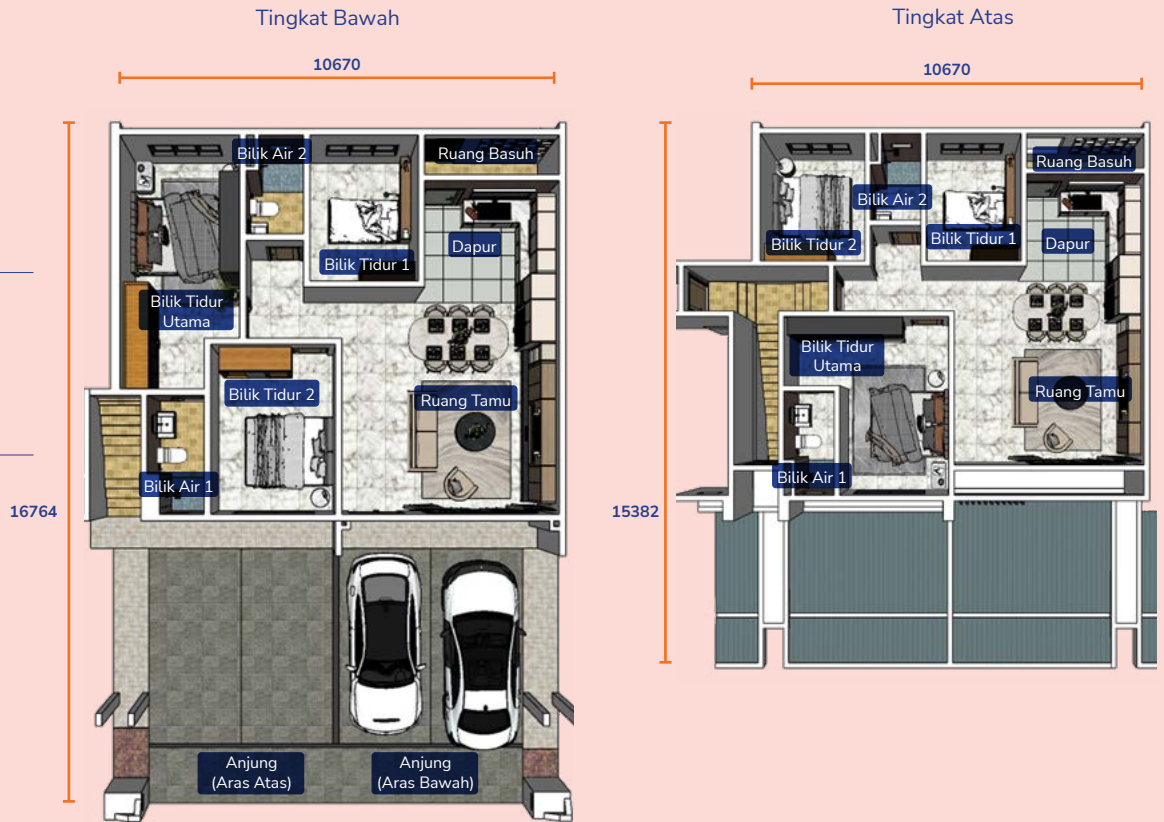 Tingkat Bawah
10670
16764
Bilik Air 2
Ruang Basuh
Dapur
Bilik Tidur 1
Bilik Tidur
Utama
Bilik Tidur 2
Ruang Tamu
Bilik Air 1
Anjung
(Aras Atas)
Anjung
(Aras Bawah)
Tingkat Atas
10670
15382
Ruang Basuh
Bilik Air 2
Bilik Tidur 2
Bilik Tidur 1
Dapur
Bilik Tidur
Utama
Ruang Tamu
Bilik Air 1